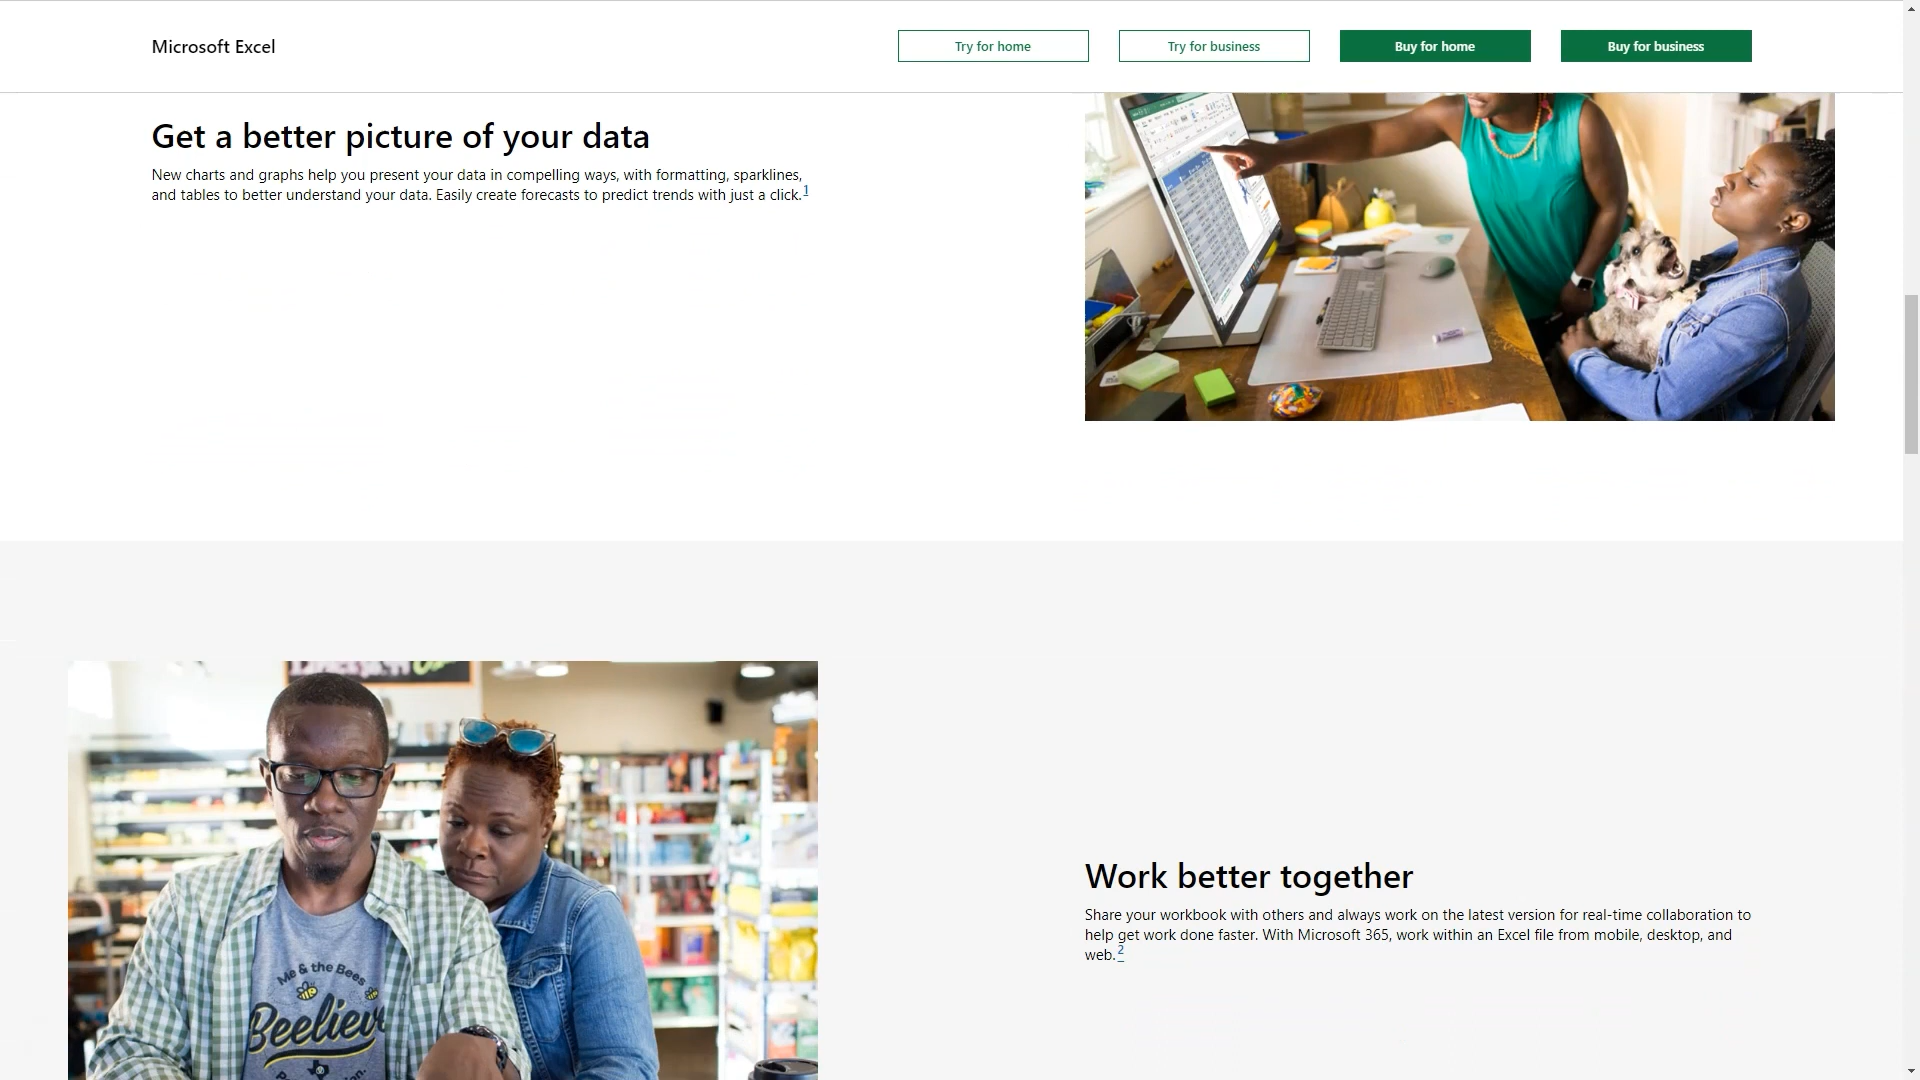 Microsoft Excel
Try for home
Try for business
Buy for home
Buy for business
Get a better picture of your data
New charts and graphs help you present your data in compelling ways, with formatting, sparklines,
and tables to better understand your data. Easily create forecasts to predict trends with just a click.1
Work better together
Share your workbook with others and always work on the latest version for real-time collaboration to
help get work done faster. With Microsoft 365, work within an Excel file from mobile, desktop, and
web.2
Me & the Bees